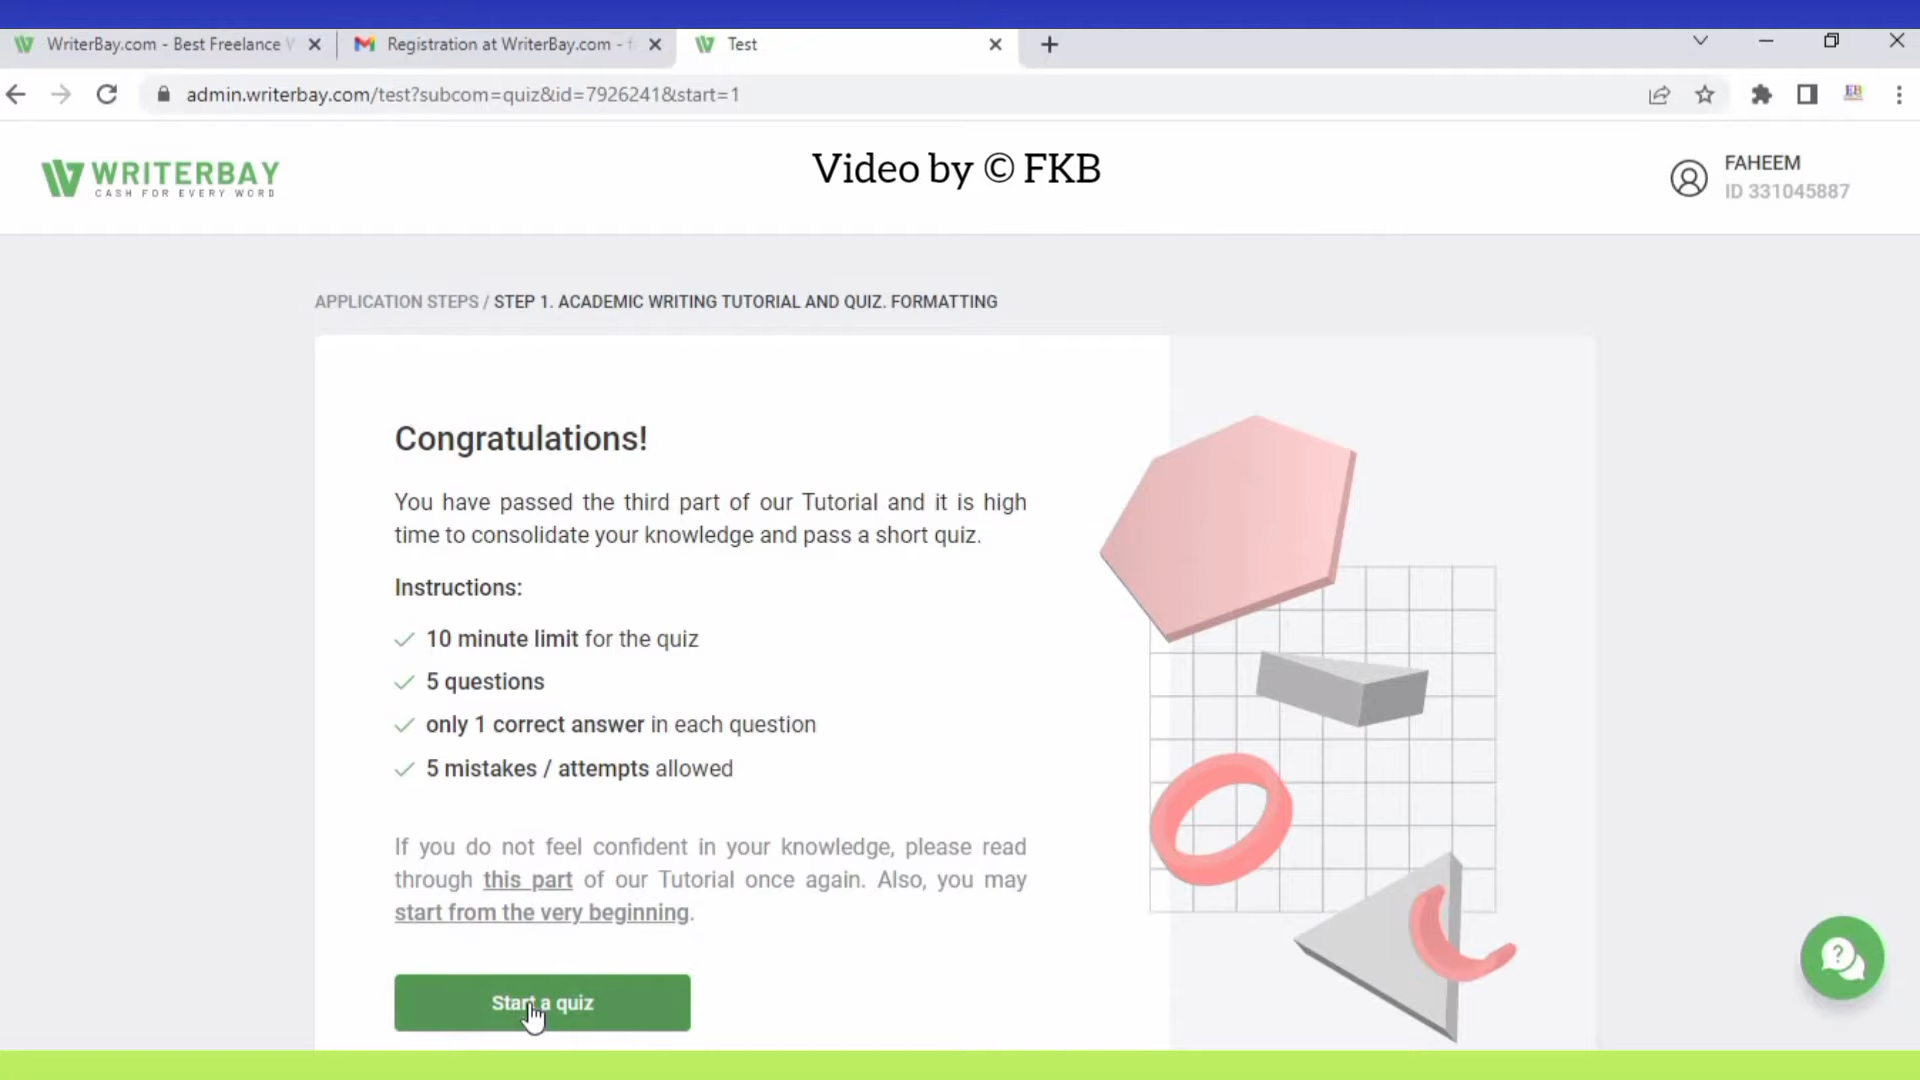 WriterBay.com - Best Freelance
Registration at WriterBay.com -
Test
admin.writerbay.com/test?subcom=quiz&id=7926241&start=1
EB
WRITERBAY
CASH FOR EVERY WORD
Video by © FKB
FAHEEM
ID 331045887
APPLICATION STEPS / STEP 1. ACADEMIC WRITING TUTORIAL AND QUIZ. FORMATTING
Congratulations!
You have passed the third part of our Tutorial and it is high
time to consolidate your knowledge and pass a short quiz.
Instructions:
10 minute limit for the quiz
5 questions
only 1 correct answer in each question
5 mistakes / attempts allowed
If you do not feel confident in your knowledge, please read
through this part of our Tutorial once again. Also, you may
start from the very beginning.
Start a quiz